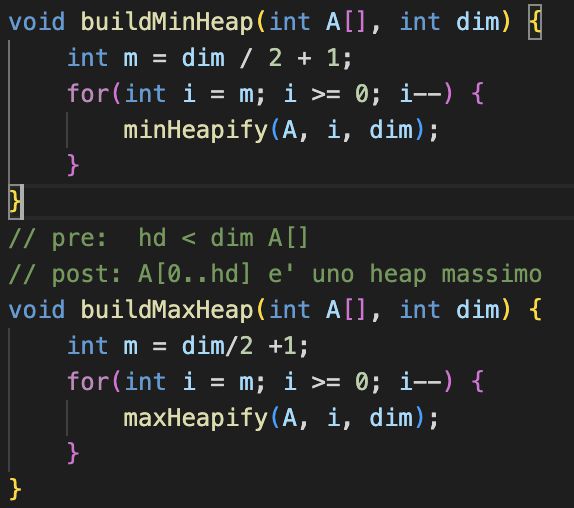 void buildMinHeap(int A[], int dim) {
    int m = dim / 2 + 1;
    for(int i = m; i >= 0; i--) {
        minHeapify(A, i, dim);
    }
}
// pre:  hd < dim A[]
// post: A[0..hd] e' uno heap massimo
void buildMaxHeap(int A[], int dim) {
    int m = dim/2 +1;
    for(int i = m; i >= 0; i--) {
        maxHeapify(A, i, dim);
    }
}